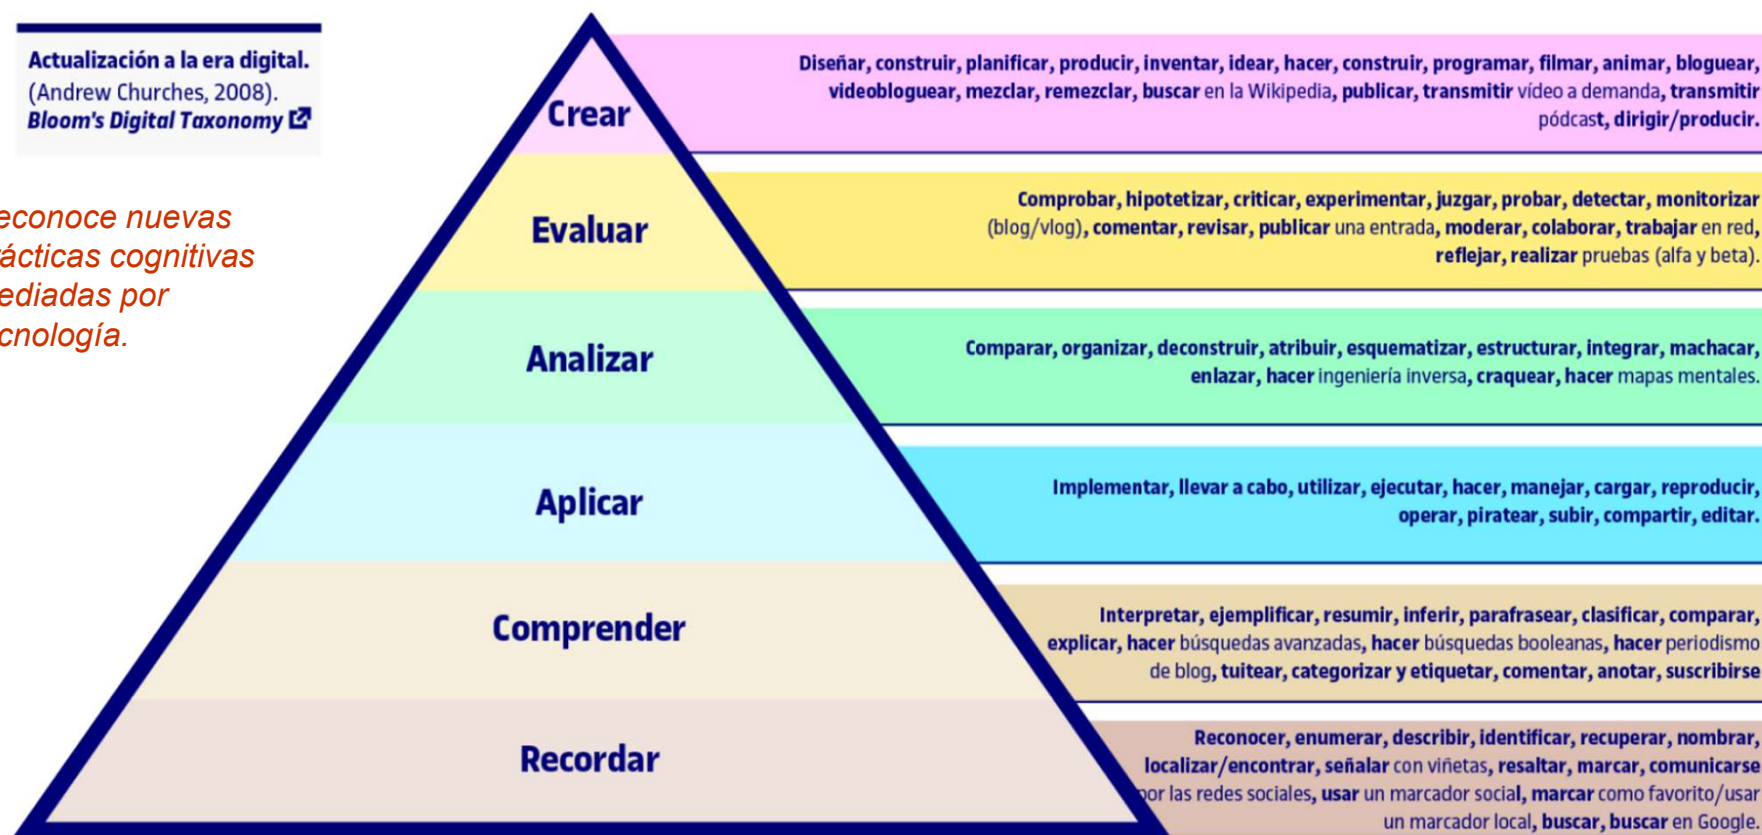 Actualización a la era digital.
(Andrew Churches, 2008).
Bloom's Digital Taxonomy
econoce nuevas
rácticas cognitivas
ediadas por
cnología.
Crear
Diseñar, construir, planificar, producir, inventar, idear, hacer, construir, programar, filmar, animar, bloguear,
videobloguear, mezclar, remezclar, buscar en la Wikipedia, publicar, transmitir vídeo a demanda, transmitir
pódcast, dirigir/producir.
Evaluar
Comprobar, hipotetizar, criticar, experimentar, juzgar, probar, detectar, monitorizar
(blog/vlog), comentar, revisar, publicar una entrada, moderar, colaborar, trabajar en red,
reflejar, realizar pruebas (alfa y beta).
Analizar
Comparar, organizar, deconstruir, atribuir, esquematizar, estructurar, integrar, machacar,
enlazar, hacer ingeniería inversa, craquear, hacer mapas mentales.
Aplicar
Implementar, llevar a cabo, utilizar, ejecutar, hacer, manejar, cargar, reproducir,
operar, piratear, subir, compartir, editar.
Comprender
Interpretar, ejemplificar, resumir, inferir, parafrasear, clasificar, comparar,
explicar, hacer búsquedas avanzadas, hacer búsquedas booleanas, hacer periodismo
de blog, tuitear, categorizar y etiquetar, comentar, anotar, suscribirse
Recordar
Reconocer, enumerar, describir, identificar, recuperar, nombrar,
localizar/encontrar, señalar con viñetas, resaltar, marcar, comunicarse
por las redes sociales, usar un marcador social, marcar como favorito/usar
un marcador local, buscar, buscar en Google.